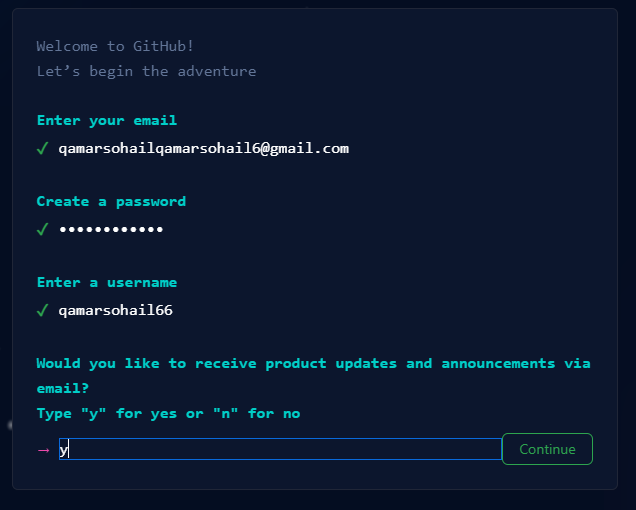 Welcome to GitHub!
Let’s begin the adventure
Enter your email
✓ qamarsohailqamarsohail6@gmail.com
Create a password
✓ ••••••••••••
Enter a username
✓ qamarsohail66
Would you like to receive product updates and announcements via
email?
Type "y" for yes or "n" for no
→ y
Continue